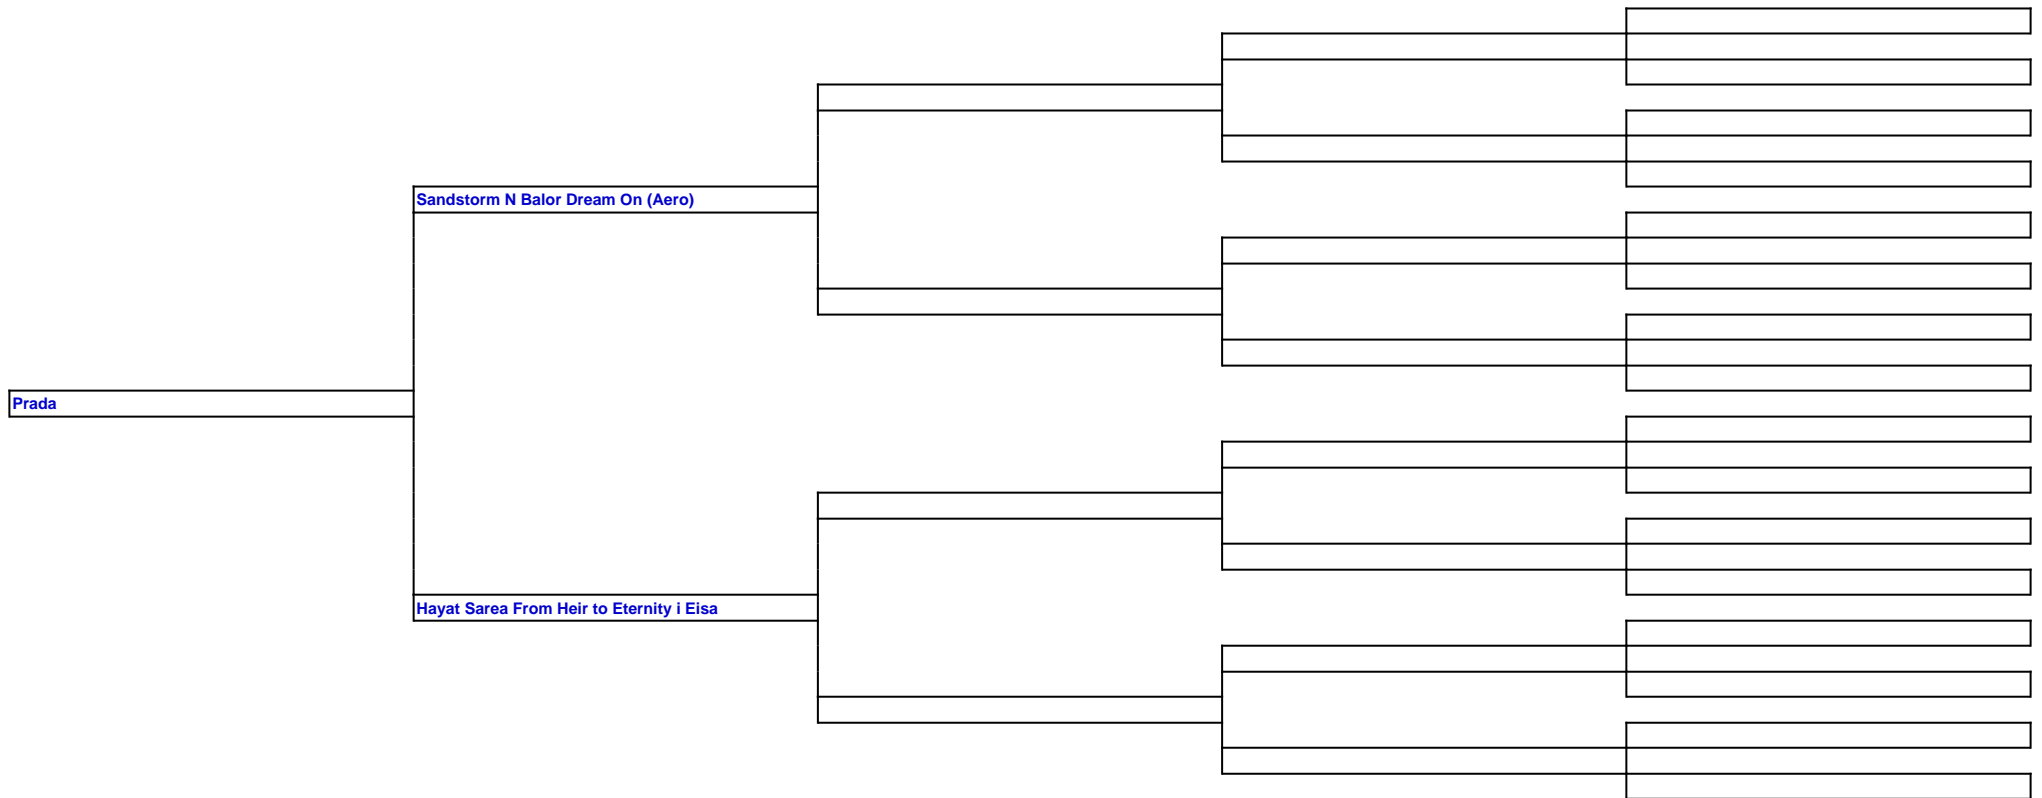 Sandstorm N Balor Dream On (Aero)
Prada
Hayat Sarea From Heir to Eternity i Eisa